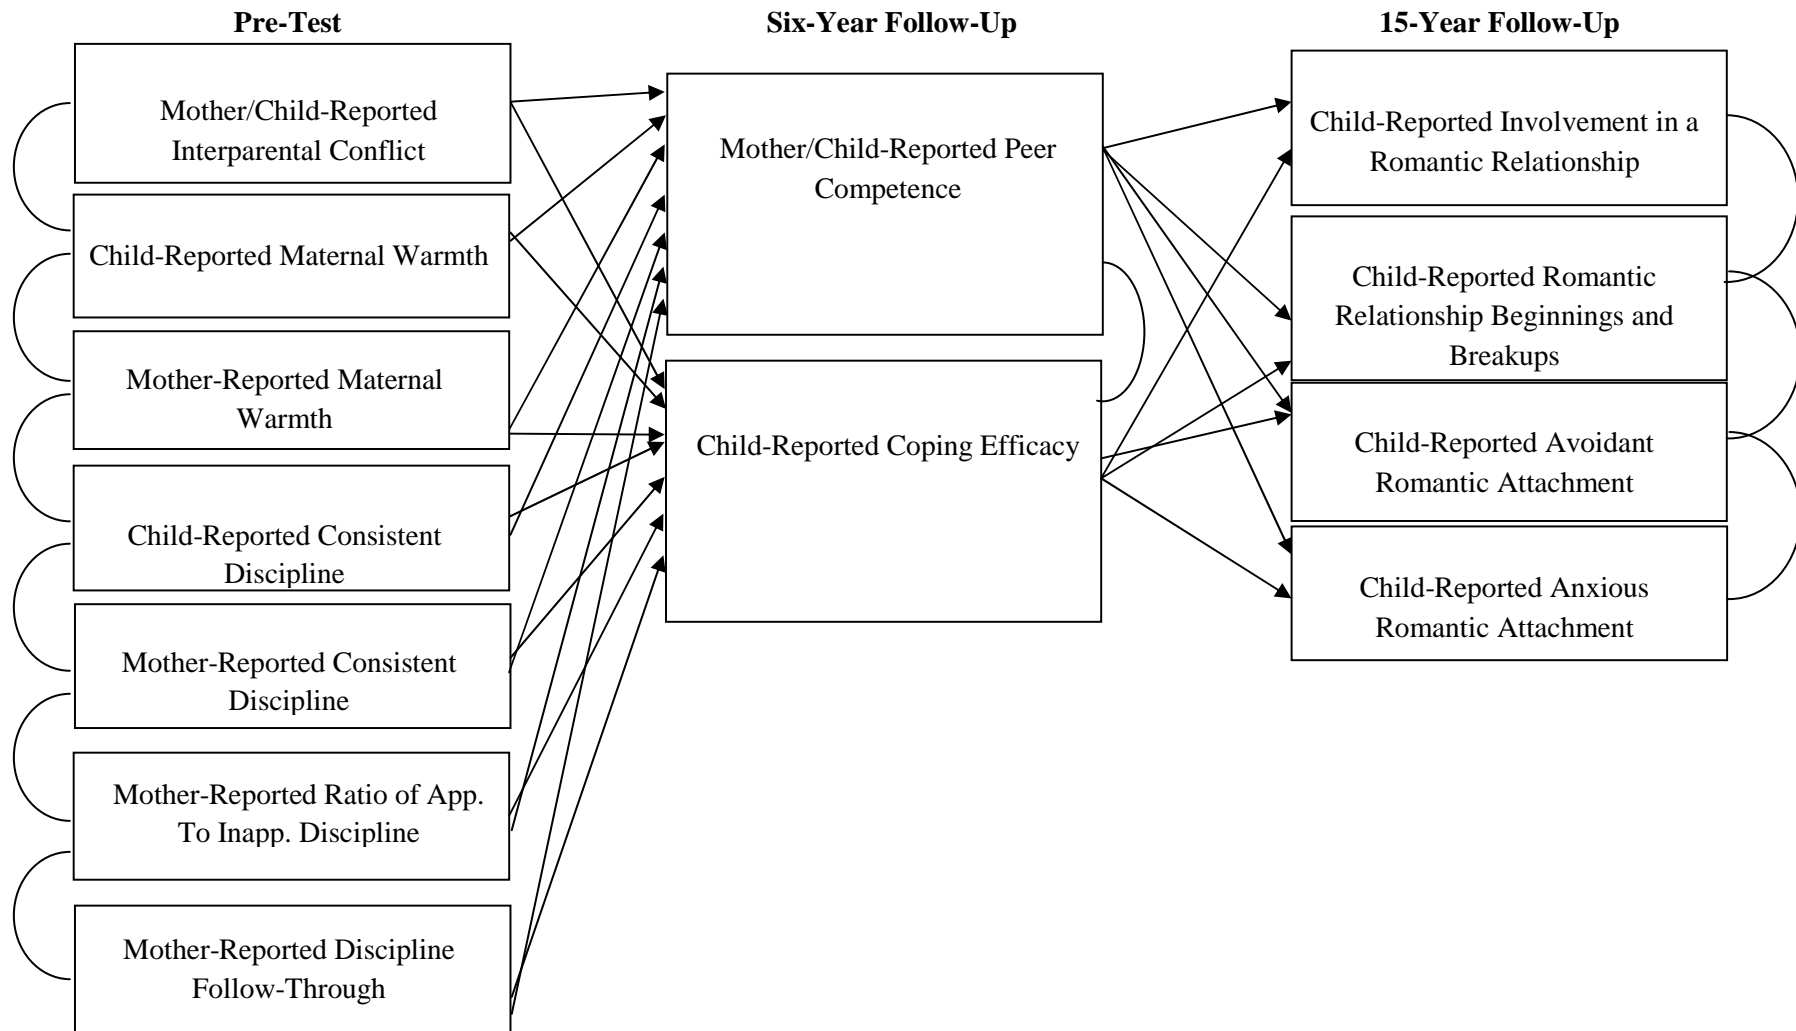 Pre-Test
Six-Year Follow-Up
15-Year Follow-Up
Mother/Child-Reported
Interparental Conflict
Child-Reported Maternal Warmth
Mother-Reported Maternal
Warmth
Child-Reported Consistent
Discipline
Mother-Reported Consistent
Discipline
Mother-Reported Ratio of App.
To Inapp. Discipline
Mother-Reported Discipline
Follow-Through
Mother/Child-Reported Peer
Competence
Child-Reported Coping Efficacy
Child-Reported Involvement in a
Romantic Relationship
Child-Reported Romantic
Relationship Beginnings and
Breakups
Child-Reported Avoidant
Romantic Attachment
Child-Reported Anxious
Romantic Attachment